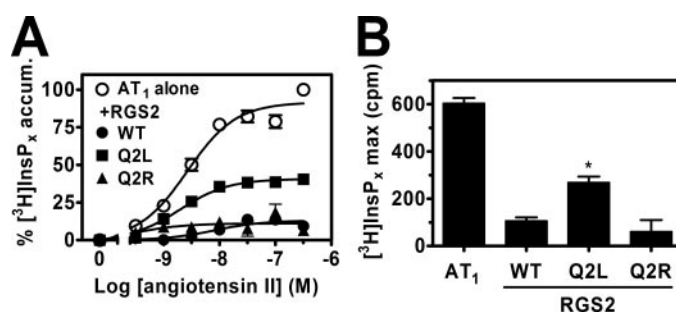 A
% [³H]InsPₓ accum.
100
75
50
25
0
AT₁ alone
+RGS2
WT
Q2L
Q2R
0
-9
-8
-7
-6
Log [angiotensin II] (M)
B
[³H]InsPₓ max (cpm)
600
400
200
0
*
AT₁
WT
Q2L
Q2R
RGS2